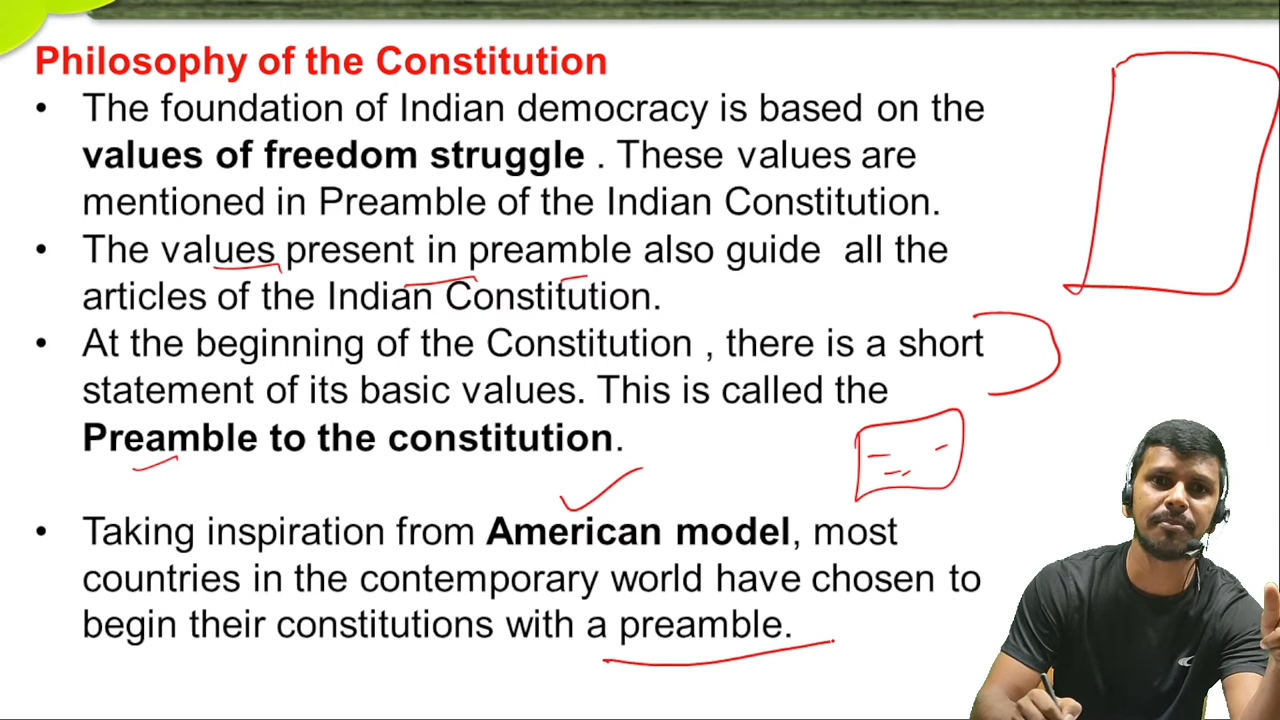 Philosophy of the Constitution
• The foundation of Indian democracy is based on the
values of freedom struggle . These values are
mentioned in Preamble of the Indian Constitution.
• The values present in preamble also guide all the
articles of the Indian Constitution.
• At the beginning of the Constitution , there is a short
statement of its basic values. This is called the
Preamble to the constitution.
• Taking inspiration from American model, most
countries in the contemporary world have chosen to
begin their constitutions with a preamble.